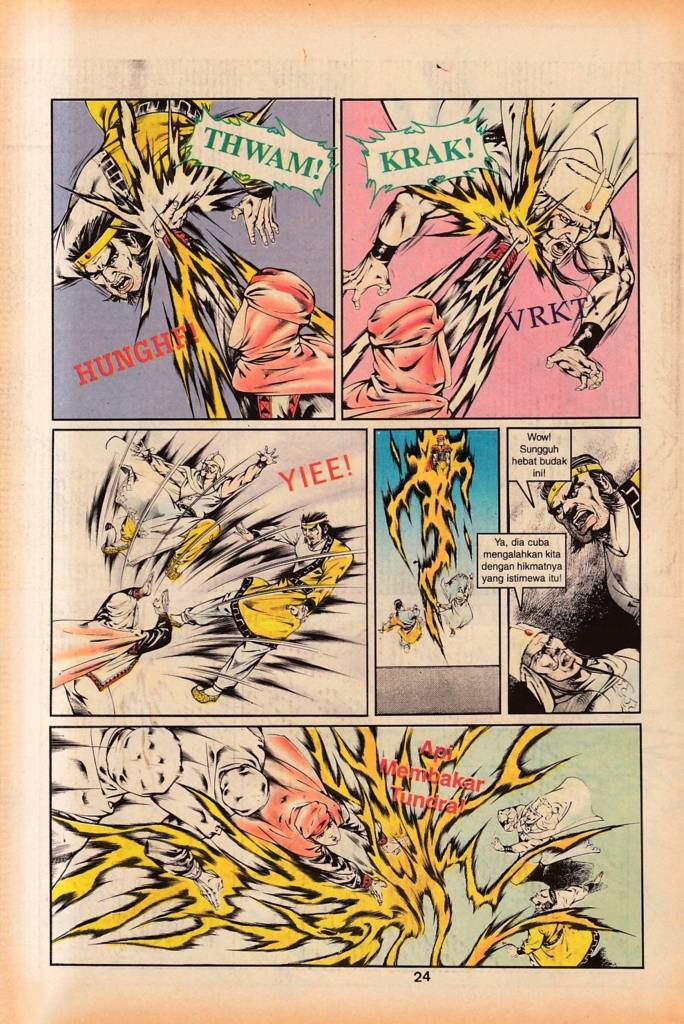 THWAM!
HUNGHF!
KRAK!
VRKT!
YIEE!
Wow!
Sungguh
hebat budak
ini!
Ya, dia cuba
mengalahkan kita
dengan hikmatnya
yang istimewa itu!
Api
Membakar
Tundra!
24